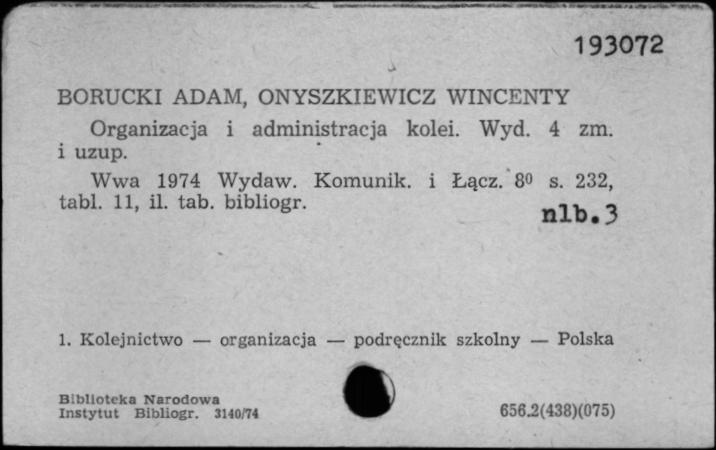 193072
BORUCKI ADAM, ONYSZKIEWICZ WINCENTY
Organizacja i administracja kolei. Wyd. 4 zm.
i uzup.
Wwa 1974 Wydaw. Komunik. i Łącz. 8⁰ s. 232,
tabl. 11, il. tab. bibliogr.
nlb.3
1. Kolejnictwo — organizacja — podręcznik szkolny — Polska
Biblioteka Narodowa
Instytut Bibliogr. 3140/74
656.2(438)(075)